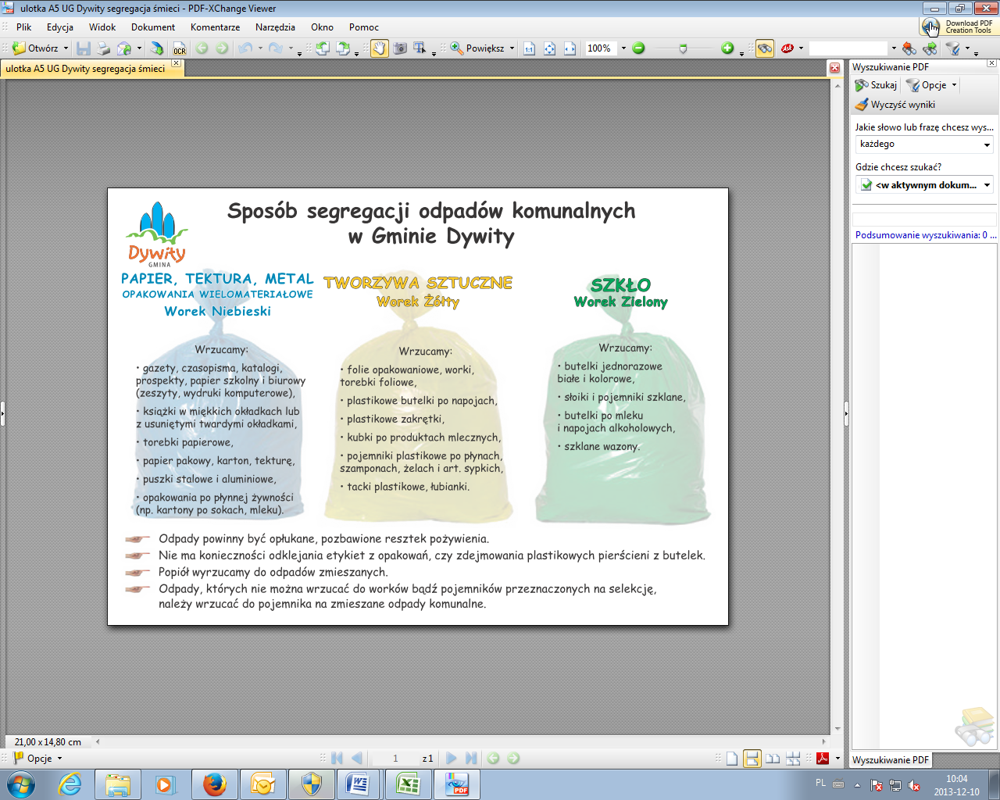 ulotka A5 UG Dywity segregacja śmieci - PDF-XChange Viewer
Plik Edycja Widok Dokument Komentarze Narzędzia Okno Pomoc
Download PDF
Creation Tools
Otwórz OCR Powiększ 1:1 100% Ask
ulotka A5 UG Dywity segregacja śmieci
Wyszukiwanie PDF
Szukaj Opcje
Wyczyść wyniki
Jakie słowo lub frazę chcesz wys...
każdego
Gdzie chcesz szukać?
<w aktywnym dokum...
Podsumowanie wyszukiwania: 0 ...
Sposób segregacji odpadów komunalnych
w Gminie Dywity
Dywity
GMINA
PAPIER, TEKTURA, METAL
OPAKOWANIA WIELOMATERIAŁOWE
Worek Niebieski
Wrzucamy:
• gazety, czasopisma, katalogi,
prospekty, papier szkolny i biurowy
(zeszyty, wydruki komputerowe),
• książki w miękkich okładkach lub
z usuniętymi twardymi okładkami,
• torebki papierowe,
• papier pakowy, karton, tekturę,
• puszki stalowe i aluminiowe,
• opakowania po płynnej żywności
(np. kartony po sokach, mleku).
TWORZYWA SZTUCZNE
Worek Żółty
Wrzucamy:
• folie opakowaniowe, worki,
torebki foliowe,
• plastikowe butelki po napojach,
• plastikowe zakrętki,
• kubki po produktach mlecznych,
• pojemniki plastikowe po płynach,
szamponach, żelach i art. sypkich,
• tacki plastikowe, łubianki.
SZKŁO
Worek Zielony
Wrzucamy:
• butelki jednorazowe
białe i kolorowe,
• słoiki i pojemniki szklane,
• butelki po mleku
i napojach alkoholowych,
• szklane wazony.
Odpady powinny być opłukane, pozbawione resztek pożywienia.
Nie ma konieczności odklejania etykiet z opakowań, czy zdejmowania plastikowych pierścieni z butelek.
Popiół wyrzucamy do odpadów zmieszanych.
Odpady, których nie można wrzucać do worków bądź pojemników przeznaczonych na selekcję,
należy wrzucać do pojemnika na zmieszane odpady komunalne.
21,00 x 14,80 cm
Opcje 1 z 1
Wyszukiwanie PDF
PDF
PL 10:04
2013-12-10